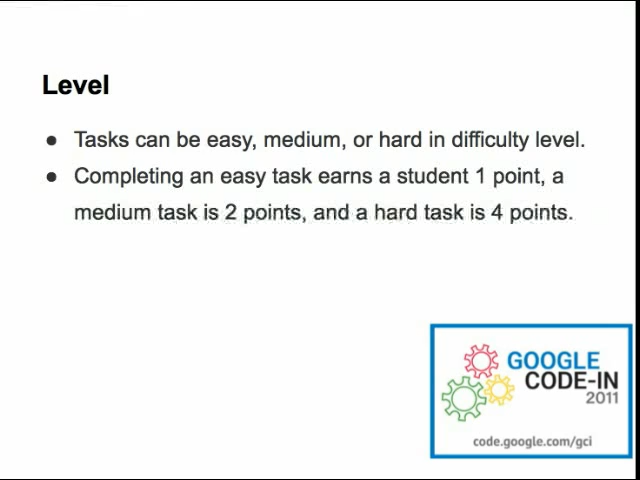 Level
● Tasks can be easy, medium, or hard in difficulty level.
● Completing an easy task earns a student 1 point, a
medium task is 2 points, and a hard task is 4 points.
GOOGLE
CODE-IN
2011
code.google.com/gci